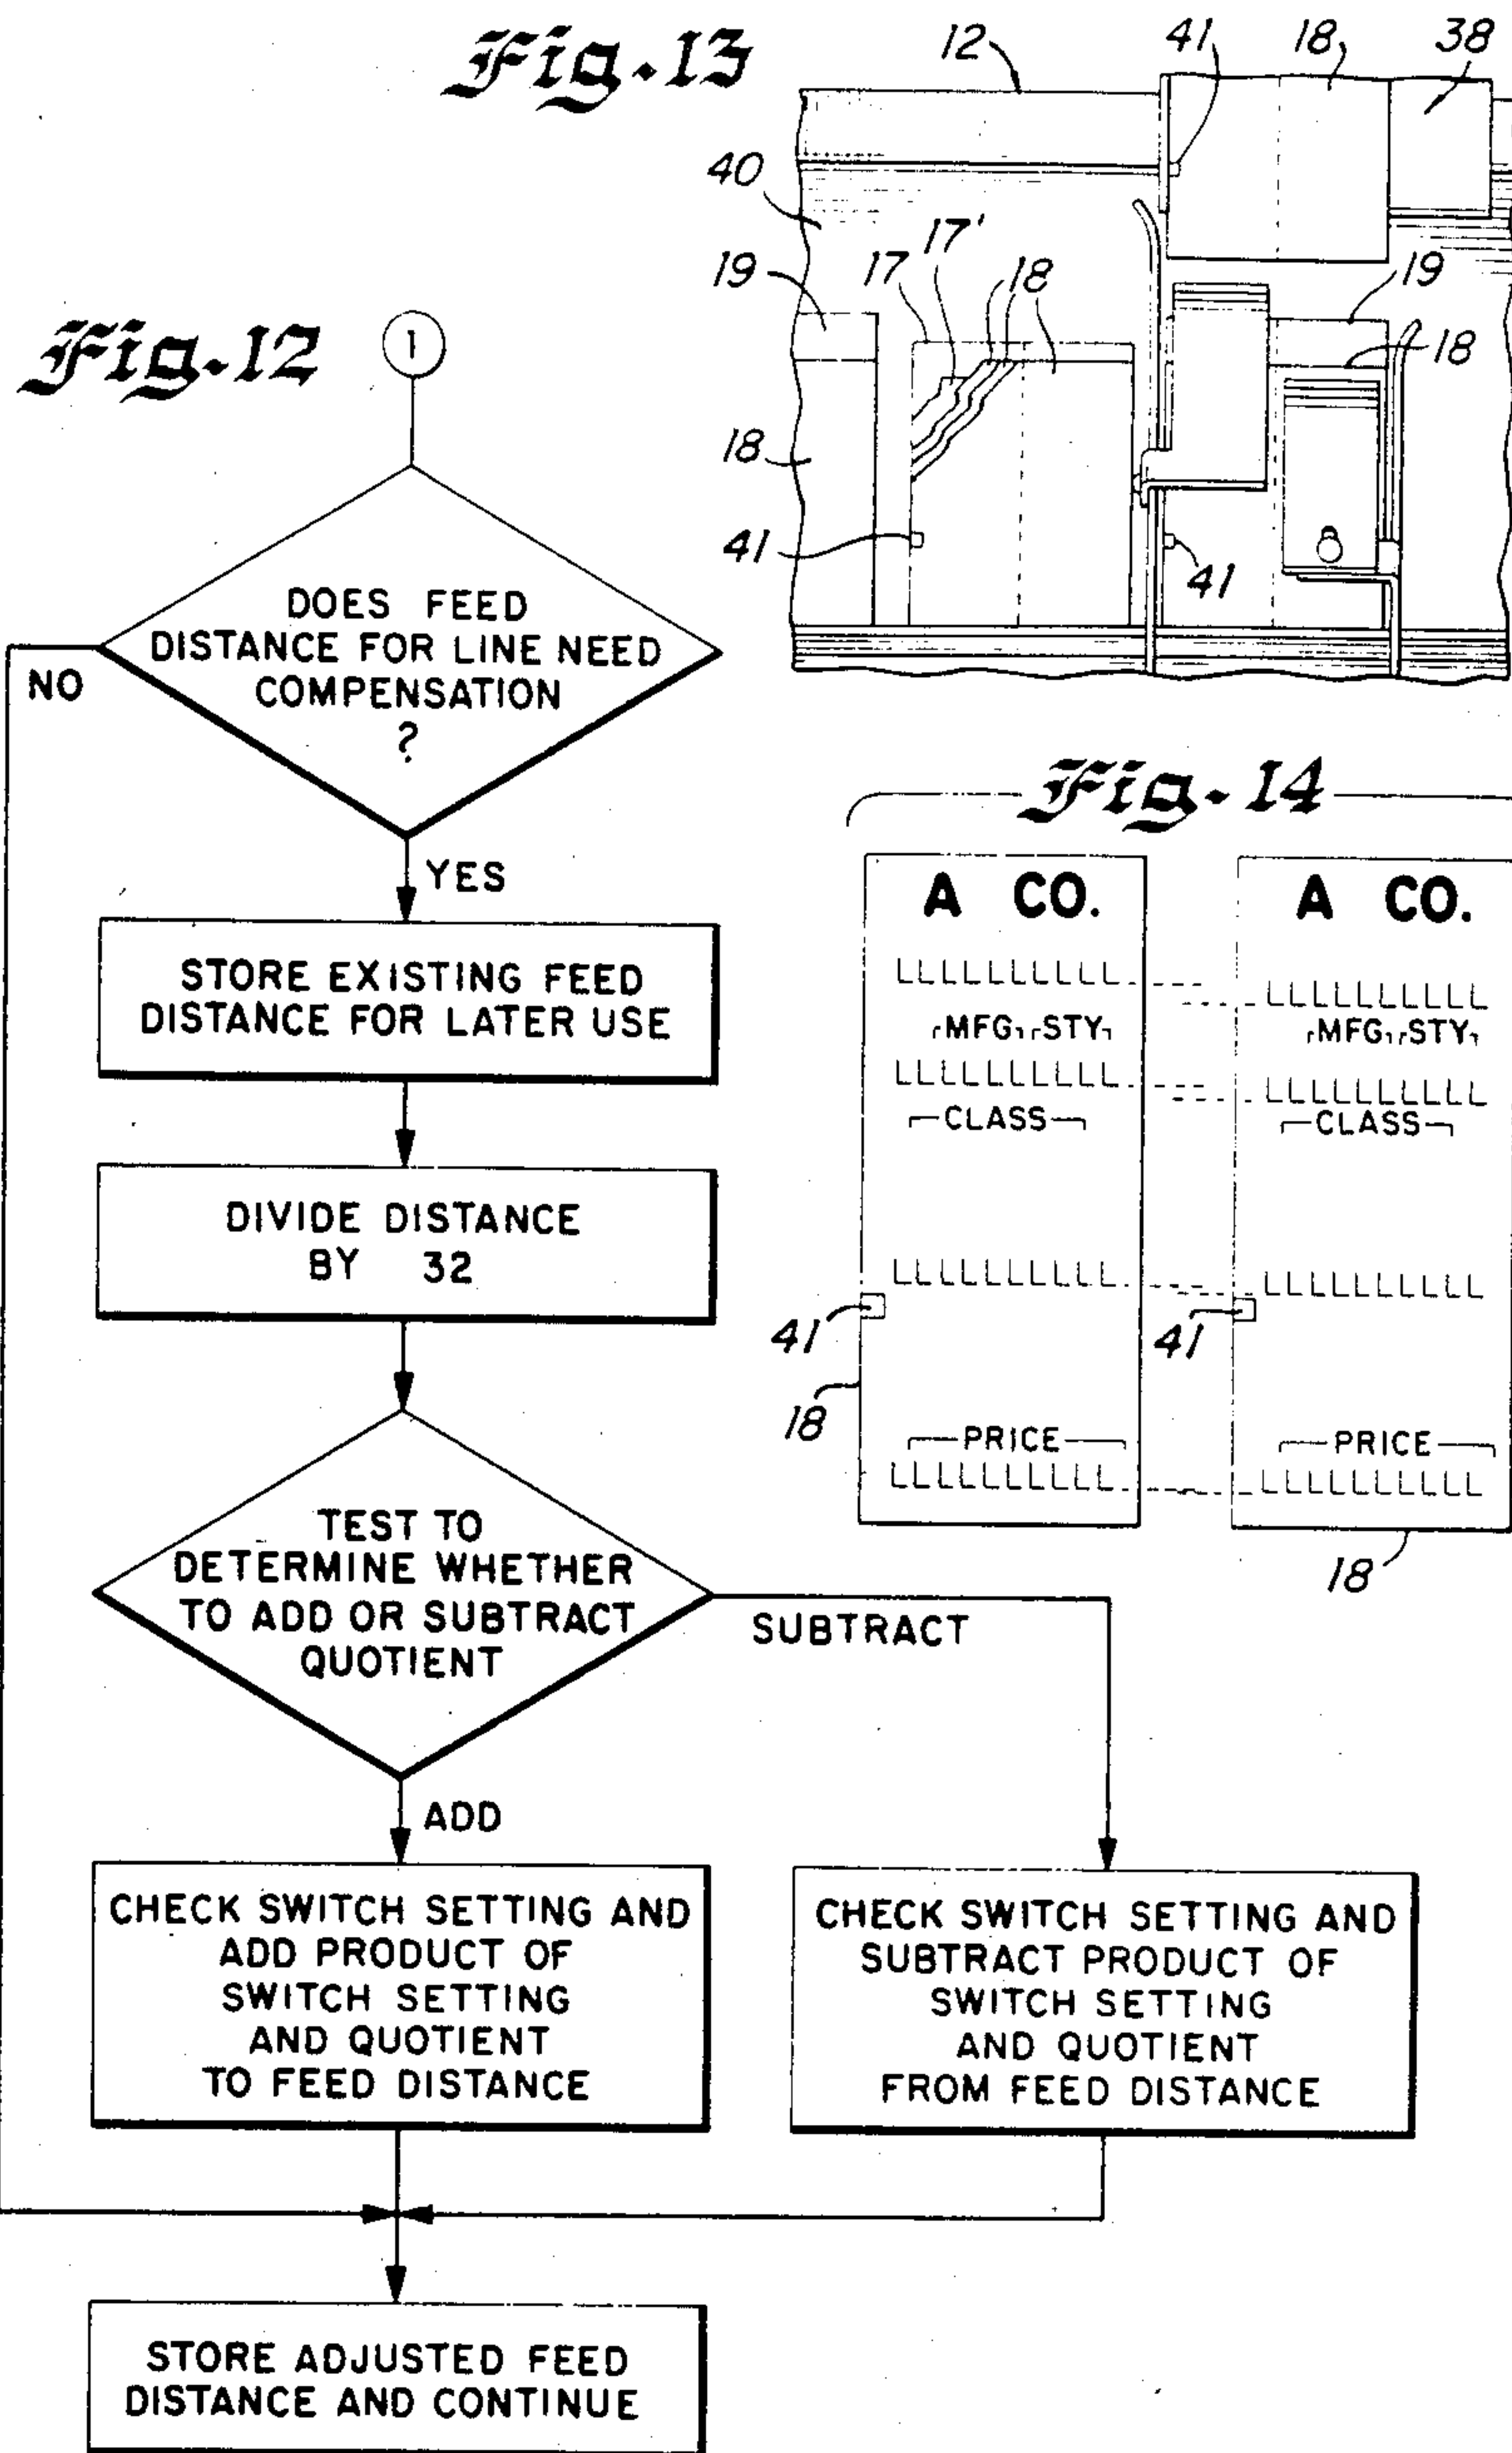 Fig. 13
12
41
18
38
40
17'
17
18
19
19
18
18
41
41
Fig. 12
1
DOES FEED
DISTANCE FOR LINE NEED
COMPENSATION
?
NO
YES
STORE EXISTING FEED
DISTANCE FOR LATER USE
DIVIDE DISTANCE
BY 32
TEST TO
DETERMINE WHETHER
TO ADD OR SUBTRACT
QUOTIENT
SUBTRACT
ADD
CHECK SWITCH SETTING AND
ADD PRODUCT OF
SWITCH SETTING
AND QUOTIENT
TO FEED DISTANCE
CHECK SWITCH SETTING AND
SUBTRACT PRODUCT OF
SWITCH SETTING
AND QUOTIENT
FROM FEED DISTANCE
STORE ADJUSTED FEED
DISTANCE AND CONTINUE
Fig. 14
A CO.
LLLLLLLLLL
MFG STY
LLLLLLLLLL
CLASS
LLLLLLLLLL
41
18
PRICE
LLLLLLLLLL
A CO.
LLLLLLLLLL
MFG STY
LLLLLLLLLL
CLASS
LLLLLLLLLL
41
PRICE
LLLLLLLLLL
18